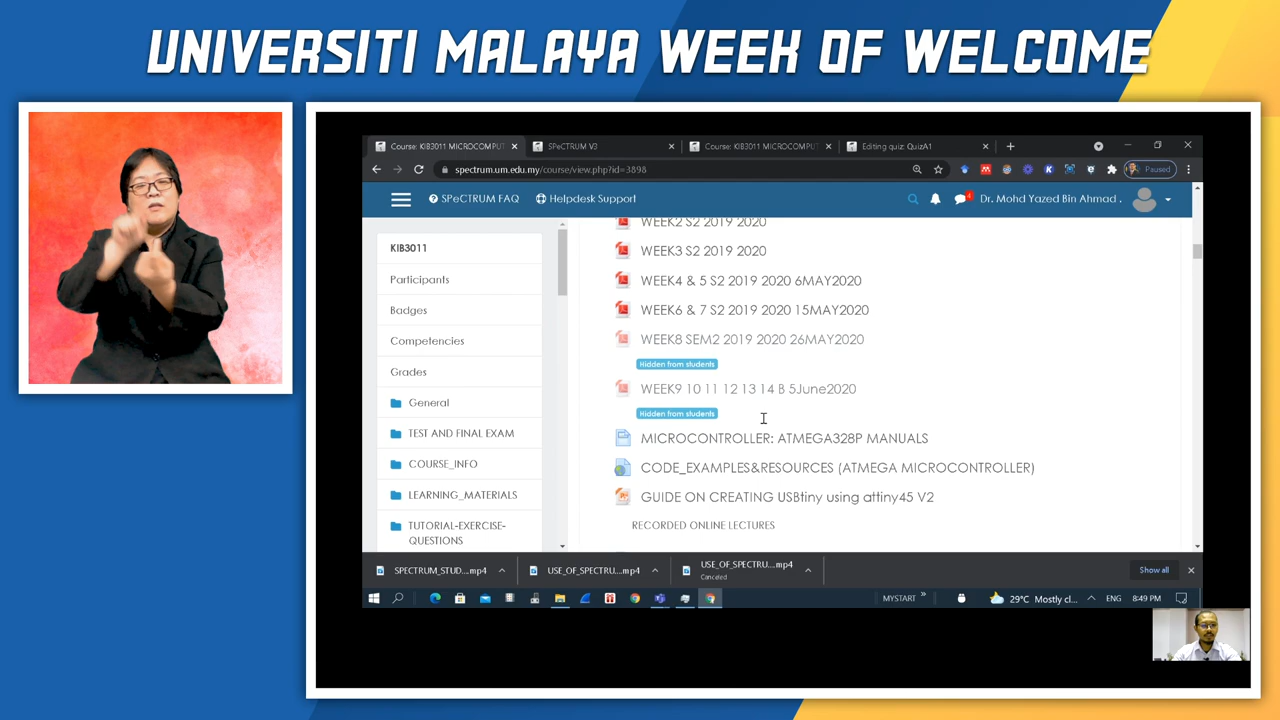 UNIVERSITI MALAYA WEEK OF WELCOME
Course: KIB3011 MICROCOMPUT
SPeCTRUM V3
Course: KIB3011 MICROCOMPUT
Editing quiz: QuizA1
spectrum.um.edu.my/course/view.php?id=3898
Paused
SPeCTRUM FAQ
Helpdesk Support
4
Dr. Mohd Yazed Bin Ahmad .
KIB3011
Participants
Badges
Competencies
Grades
General
TEST AND FINAL EXAM
COURSE_INFO
LEARNING_MATERIALS
TUTORIAL-EXERCISE-
QUESTIONS
WEEK2 S2 2019 2020
WEEK3 S2 2019 2020
WEEK4 & 5 S2 2019 2020 6MAY2020
WEEK6 & 7 S2 2019 2020 15MAY2020
WEEK8 SEM2 2019 2020 26MAY2020
Hidden from students
WEEK9 10 11 12 13 14 B 5June2020
Hidden from students
MICROCONTROLLER: ATMEGA328P MANUALS
CODE_EXAMPLES&RESOURCES (ATMEGA MICROCONTROLLER)
GUIDE ON CREATING USBtiny using attiny45 V2
RECORDED ONLINE LECTURES
SPECTRUM_STUD....mp4
USE_OF_SPECTRU....mp4
USE_OF_SPECTRU....mp4
Canceled
Show all
MYSTART
29°C Mostly cl...
ENG
8:49 PM